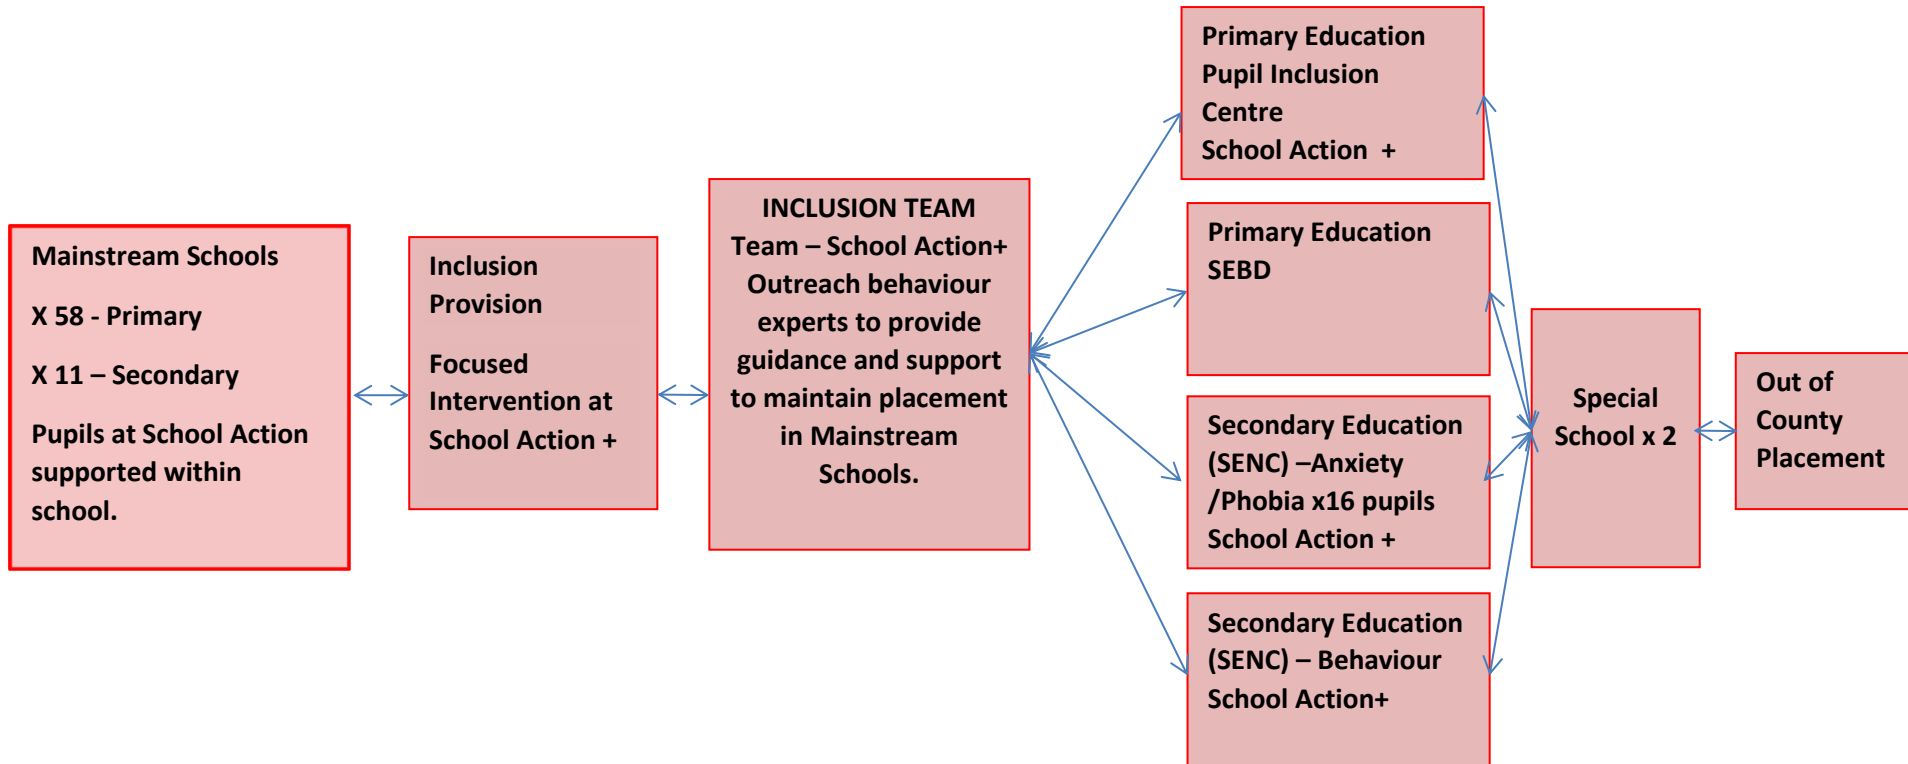 Mainstream Schools
X 58 - Primary
X 11 – Secondary
Pupils at School Action
supported within
school.
Inclusion
Provision
Focused
Intervention at
School Action +
INCLUSION TEAM
Team – School Action+
Outreach behaviour
experts to provide
guidance and support
to maintain placement
in Mainstream
Schools.
Primary Education
Pupil Inclusion
Centre
School Action +
Primary Education
SEBD
Secondary Education
(SENC) –Anxiety
/Phobia x16 pupils
School Action +
Secondary Education
(SENC) – Behaviour
School Action+
Special
School x 2
Out of
County
Placement